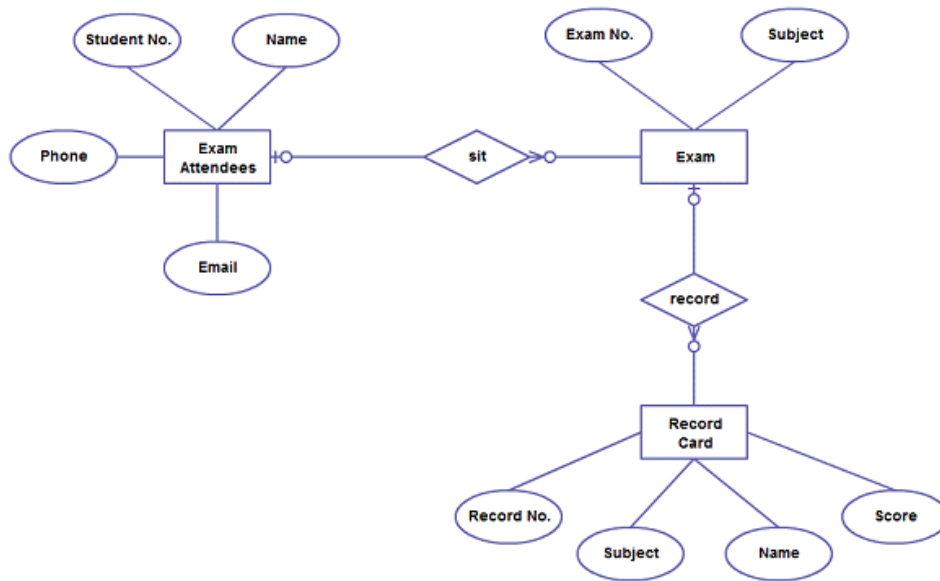 Student No.
Name
Exam No.
Subject
Phone
Exam
Attendees
sit
Exam
Email
record
Record
Card
Record No.
Score
Subject
Name